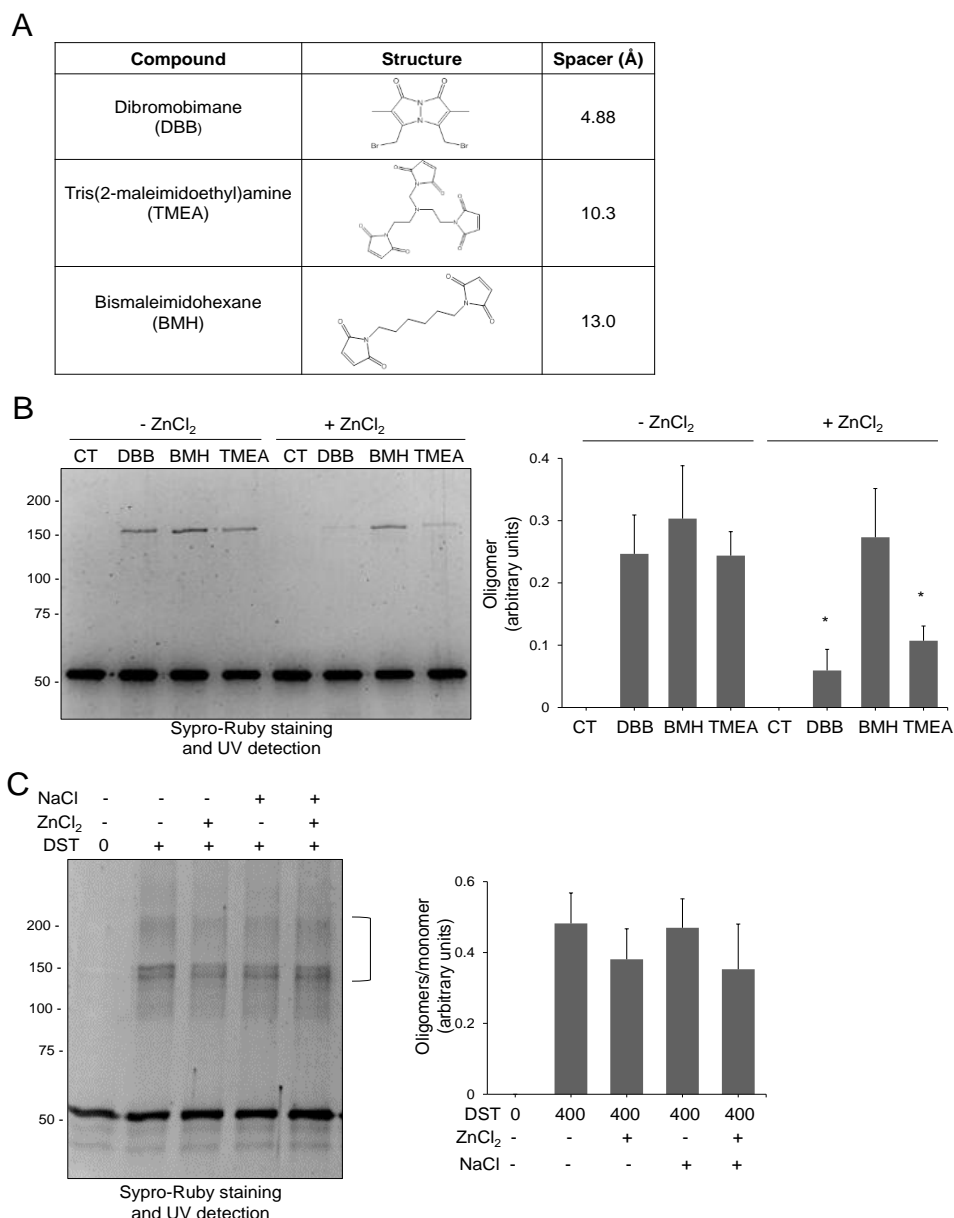 A
Compound Structure Spacer (Å)
Dibromobimane
(DBB)
O O
N
N
Br Br
4.88
Tris(2-maleimidoethyl)amine
(TMEA)
O
O
N
N
O
N
O
O
N
O
10.3
Bismaleimidohexane
(BMH)
O
N
O
O
N
O
13.0
B
- ZnCl₂ + ZnCl₂
CT DBB BMH TMEA CT DBB BMH TMEA
200 -
150 -
100 -
75 -
50 -
Sypro-Ruby staining
and UV detection
- ZnCl₂ + ZnCl₂
Oligomer
(arbitrary units)
0.4
0.3
0.2
0.1
0
* *
CT DBB BMH TMEA CT DBB BMH TMEA
C
NaCl - - - + +
ZnCl₂ - - + - +
DST 0 + + + +
200 -
150 -
100 -
75 -
50 -
Sypro-Ruby staining
and UV detection
Oligomers/monomer
(arbitrary units)
0.6
0.4
0.2
0
DST 0 400 400 400 400
ZnCl₂ - - + - +
NaCl - - - + +